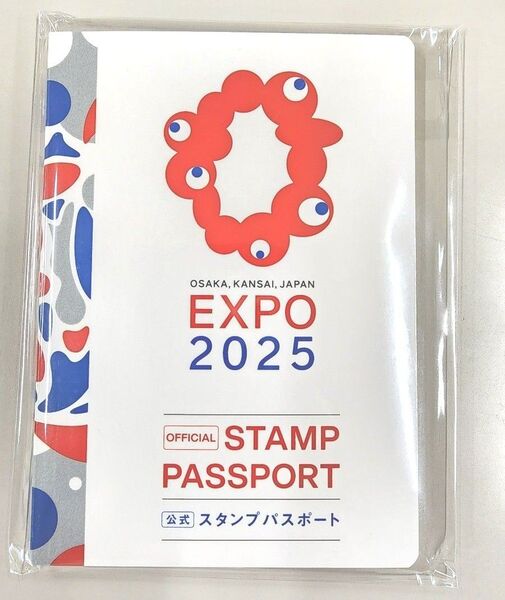 OSAKA, KANSAI, JAPAN
EXPO
2025
OFFICIAL STAMP
PASSPORT
公式 スタンプパスポート